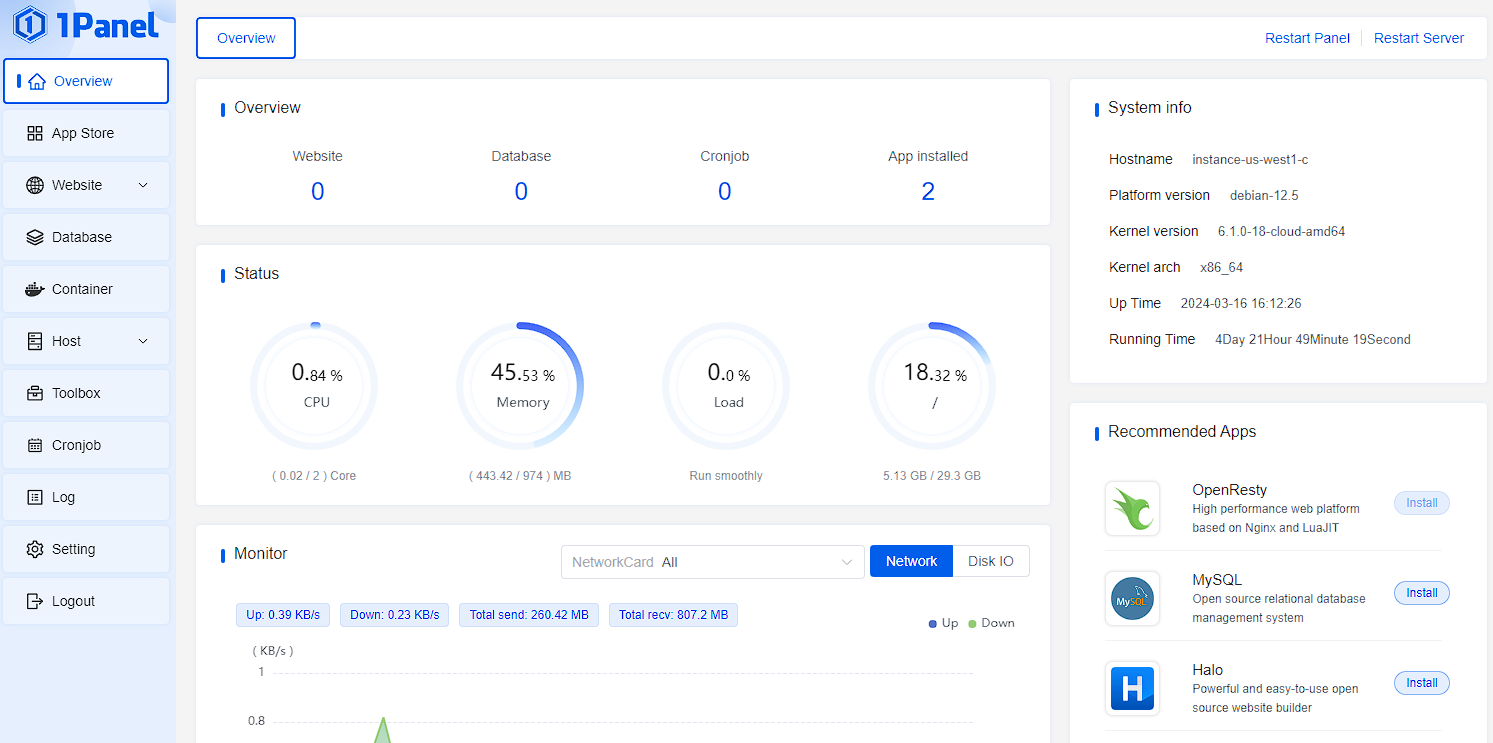 1Panel
Overview
App Store
Website
Database
Container
Host
Toolbox
Cronjob
Log
Setting
Logout
Overview
Restart Panel
Restart Server
Overview
Website
Database
Cronjob
App installed
0
0
0
2
Status
0.84 %
CPU
( 0.02 / 2 ) Core
45.53 %
Memory
( 443.42 / 974 ) MB
0.0 %
Load
Run smoothly
18.32 %
/
5.13 GB / 29.3 GB
Monitor
NetworkCard All
Network
Disk IO
Up: 0.39 KB/s
Down: 0.23 KB/s
Total send: 260.42 MB
Total recv: 807.2 MB
Up
Down
( KB/s )
1
0.8
System info
Hostname instance-us-west1-c
Platform version debian-12.5
Kernel version 6.1.0-18-cloud-amd64
Kernel arch x86_64
Up Time 2024-03-16 16:12:26
Running Time 4Day 21Hour 49Minute 19Second
Recommended Apps
OpenResty
High performance web platform
based on Nginx and LuaJIT
Install
MySQL
MySQL
Open source relational database
management system
Install
H
Halo
Powerful and easy-to-use open
source website builder
Install